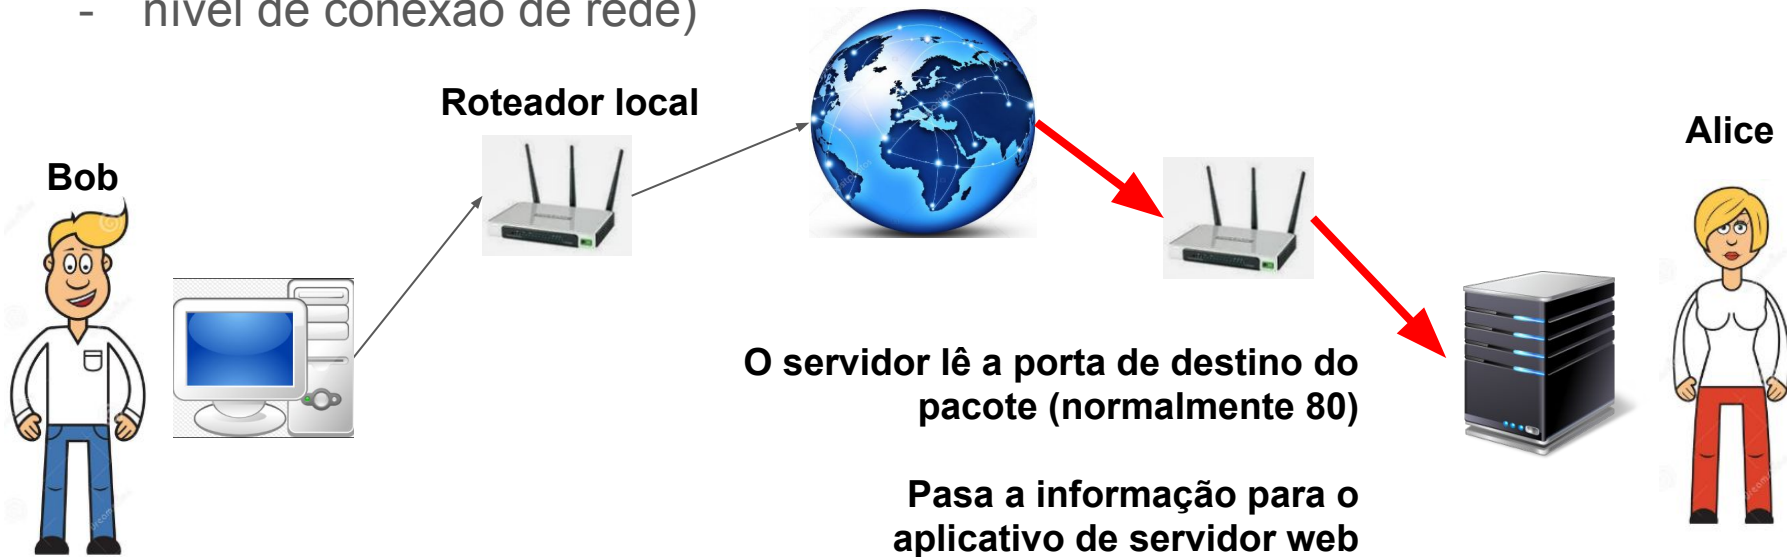 - nível de conexão de rede)
Roteador local
Alice
Bob
O servidor lê a porta de destino do
pacote (normalmente 80)
Pasa a informação para o
aplicativo de servidor web